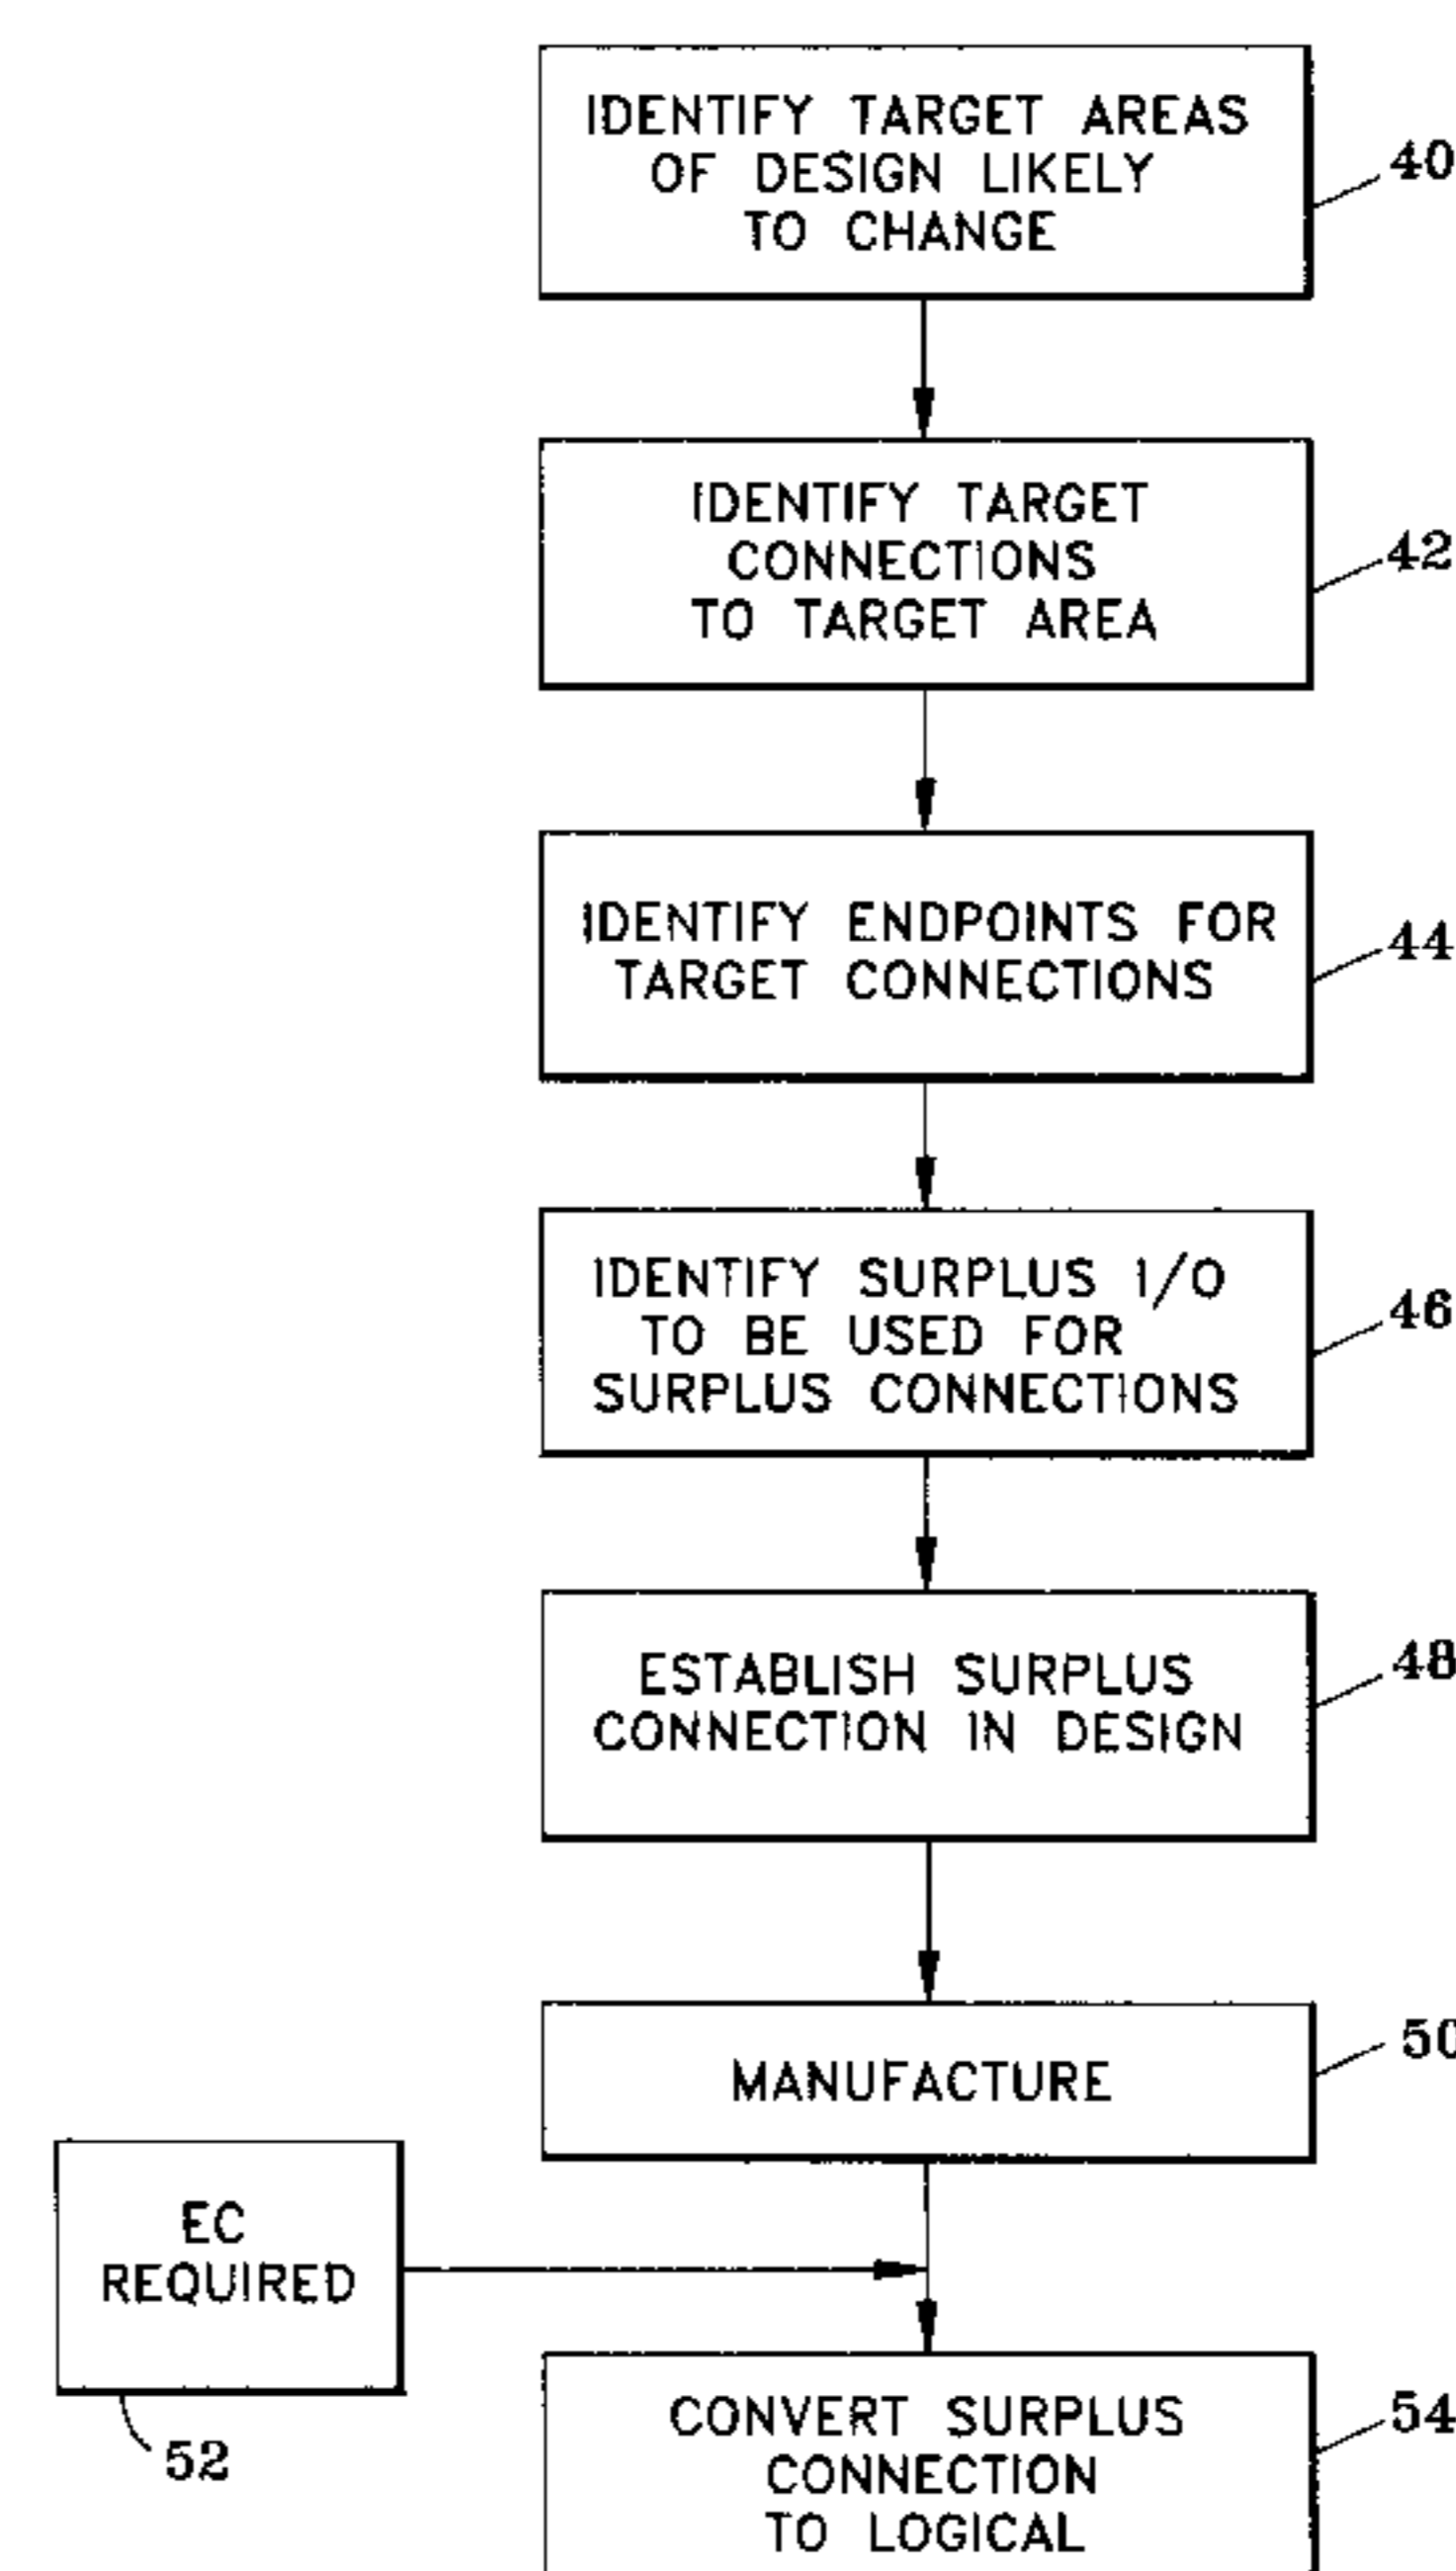 IDENTIFY TARGET AREAS
OF DESIGN LIKELY
TO CHANGE
40
IDENTIFY TARGET
CONNECTIONS
TO TARGET AREA
42
IDENTIFY ENDPOINTS FOR
TARGET CONNECTIONS
44
IDENTIFY SURPLUS I/O
TO BE USED FOR
SURPLUS CONNECTIONS
46
ESTABLISH SURPLUS
CONNECTION IN DESIGN
48
MANUFACTURE
50
EC
REQUIRED
52
CONVERT SURPLUS
CONNECTION
TO LOGICAL
54